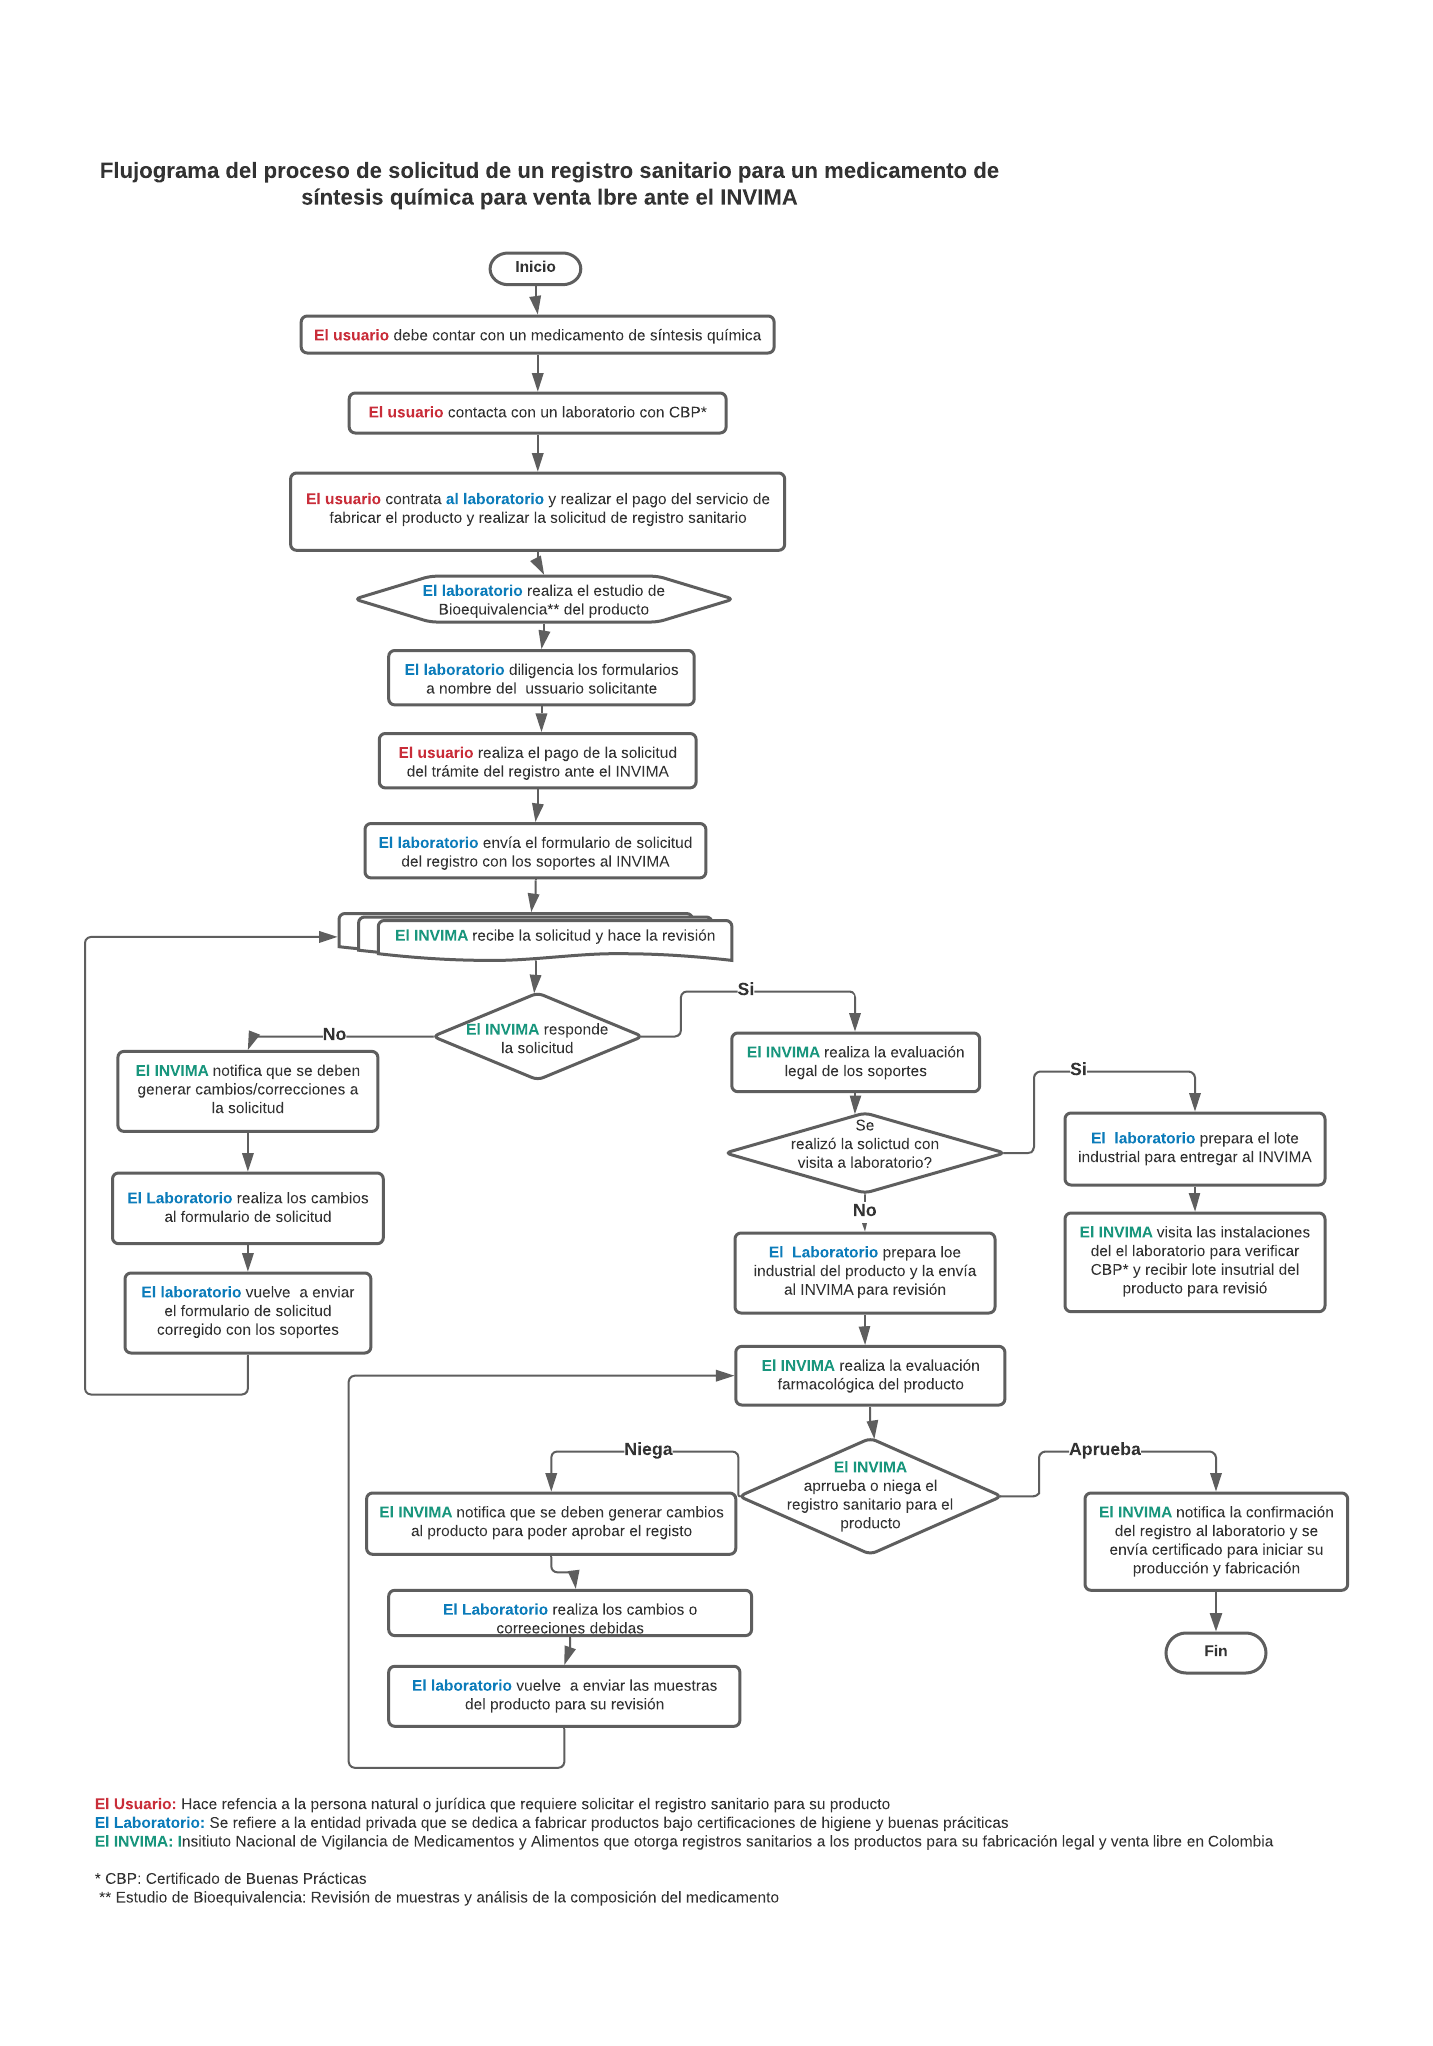 Flujograma del proceso de solicitud de un registro sanitario para un medicamento de
síntesis química para venta lbre ante el INVIMA
Inicio
El usuario debe contar con un medicamento de síntesis química
El usuario contacta con un laboratorio con CBP*
El usuario contrata al laboratorio y realizar el pago del servicio de
fabricar el producto y realizar la solicitud de registro sanitario
El laboratorio realiza el estudio de
Bioequivalencia** del producto
El laboratorio diligencia los formularios
a nombre del ussuario solicitante
El usuario realiza el pago de la solicitud
del trámite del registro ante el INVIMA
El laboratorio envía el formulario de solicitud
del registro con los soportes al INVIMA
El INVIMA recibe la solicitud y hace la revisión
El INVIMA responde
la solicitud
No
El INVIMA notifica que se deben
generar cambios/correcciones a
la solicitud
El Laboratorio realiza los cambios
al formulario de solicitud
El laboratorio vuelve a enviar
el formulario de solicitud
corregido con los soportes
Si
El INVIMA realiza la evaluación
legal de los soportes
Se
realizó la solictud con
visita a laboratorio?
Si
El laboratorio prepara el lote
industrial para entregar al INVIMA
El INVIMA visita las instalaciones
del el laboratorio para verificar
CBP* y recibir lote insutrial del
producto para revisió
No
El Laboratorio prepara loe
industrial del producto y la envía
al INVIMA para revisión
El INVIMA realiza la evaluación
farmacológica del producto
El INVIMA
aprrueba o niega el
registro sanitario para el
producto
Niega
El INVIMA notifica que se deben generar cambios
al producto para poder aprobar el registo
El Laboratorio realiza los cambios o
correeciones debidas
El laboratorio vuelve a enviar las muestras
del producto para su revisión
Aprueba
El INVIMA notifica la confirmación
del registro al laboratorio y se
envía certificado para iniciar su
producción y fabricación
Fin
El Usuario: Hace refencia a la persona natural o jurídica que requiere solicitar el registro sanitario para su producto
El Laboratorio: Se refiere a la entidad privada que se dedica a fabricar productos bajo certificaciones de higiene y buenas práciticas
El INVIMA: Insituto Nacional de Vigilancia de Medicamentos y Alimentos que otorga registros sanitarios a los productos para su fabricación legal y venta libre en Colombia
* CBP: Certificado de Buenas Prácticas
** Estudio de Bioequivalencia: Revisión de muestras y análisis de la composición del medicamento